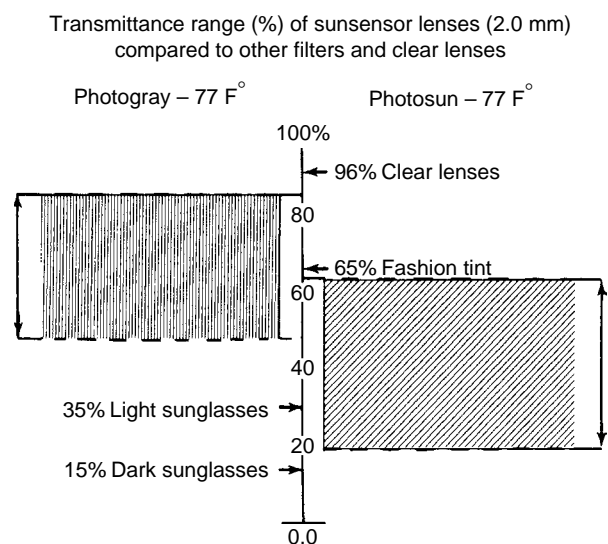 Transmittance range (%) of sunsensor lenses (2.0 mm)
compared to other filters and clear lenses
Photogray – 77 F°
Photosun – 77 F°
100%
96% Clear lenses
80
65% Fashion tint
60
40
35% Light sunglasses
20
15% Dark sunglasses
0.0